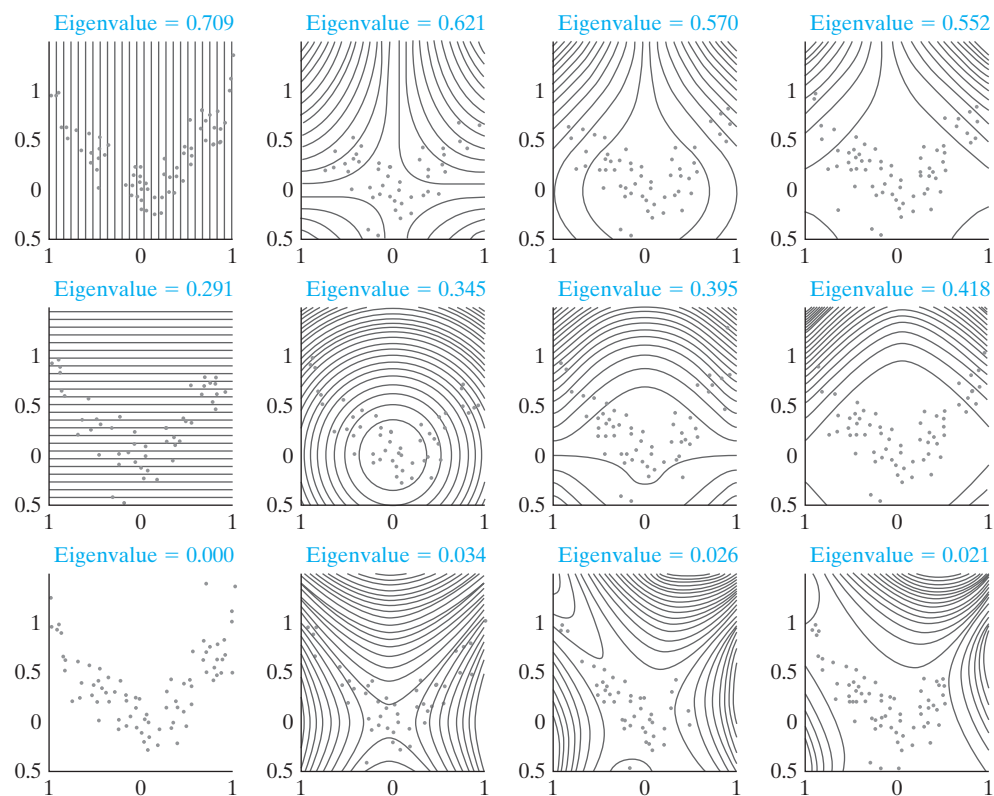 Eigenvalue = 0.709
Eigenvalue = 0.621
Eigenvalue = 0.570
Eigenvalue = 0.552
1
0.5
0
0.5
1 0 1
1
0.5
0
0.5
1 0 1
1
0.5
0
0.5
1 0 1
1
0.5
0
0.5
1 0 1
Eigenvalue = 0.291
Eigenvalue = 0.345
Eigenvalue = 0.395
Eigenvalue = 0.418
1
0.5
0
0.5
1 0 1
1
0.5
0
0.5
1 0 1
1
0.5
0
0.5
1 0 1
1
0.5
0
0.5
1 0 1
Eigenvalue = 0.000
Eigenvalue = 0.034
Eigenvalue = 0.026
Eigenvalue = 0.021
1
0.5
0
0.5
1 0 1
1
0.5
0
0.5
1 0 1
1
0.5
0
0.5
1 0 1
1
0.5
0
0.5
1 0 1